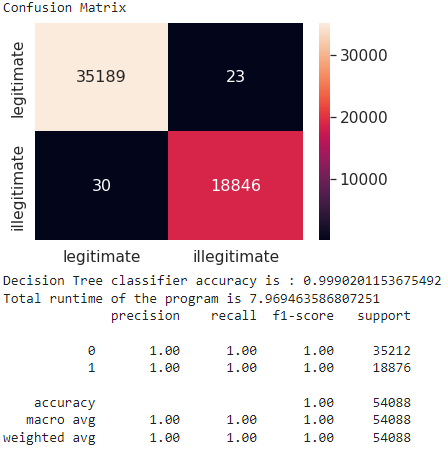 Confusion Matrix
legitimate
35189 23
illegitimate
30 18846
legitimate illegitimate
30000
20000
10000
Decision Tree classifier accuracy is : 0.9990201153675492
Total runtime of the program is 7.969463586807251
precision recall f1-score support
0 1.00 1.00 1.00 35212
1 1.00 1.00 1.00 18876
accuracy 1.00 54088
macro avg 1.00 1.00 1.00 54088
weighted avg 1.00 1.00 1.00 54088